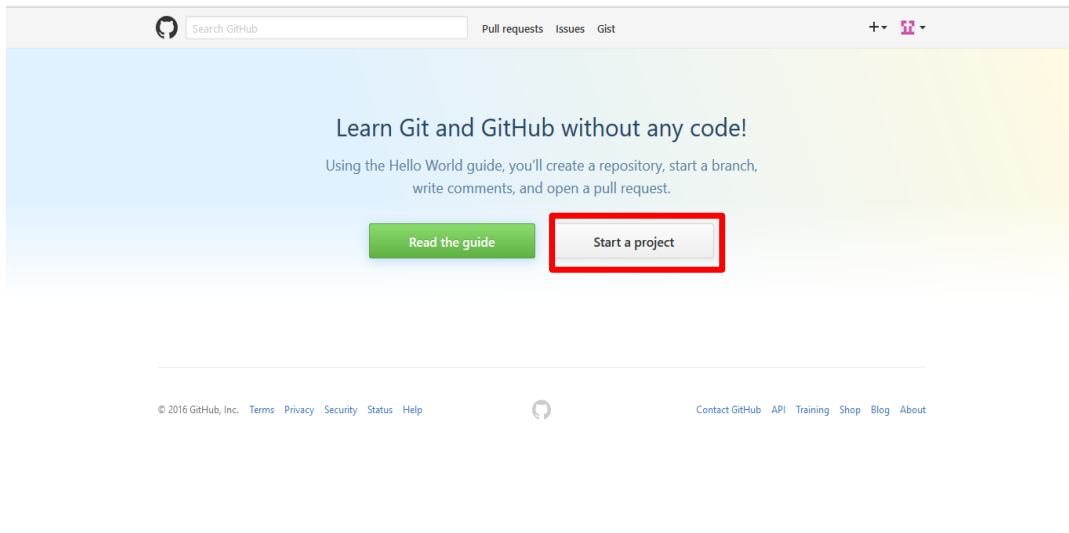 Search GitHub Pull requests Issues Gist
Learn Git and GitHub without any code!
Using the Hello World guide, you'll create a repository, start a branch,
write comments, and open a pull request.
Read the guide Start a project
© 2016 GitHub, Inc. Terms Privacy Security Status Help Contact GitHub API Training Shop Blog About